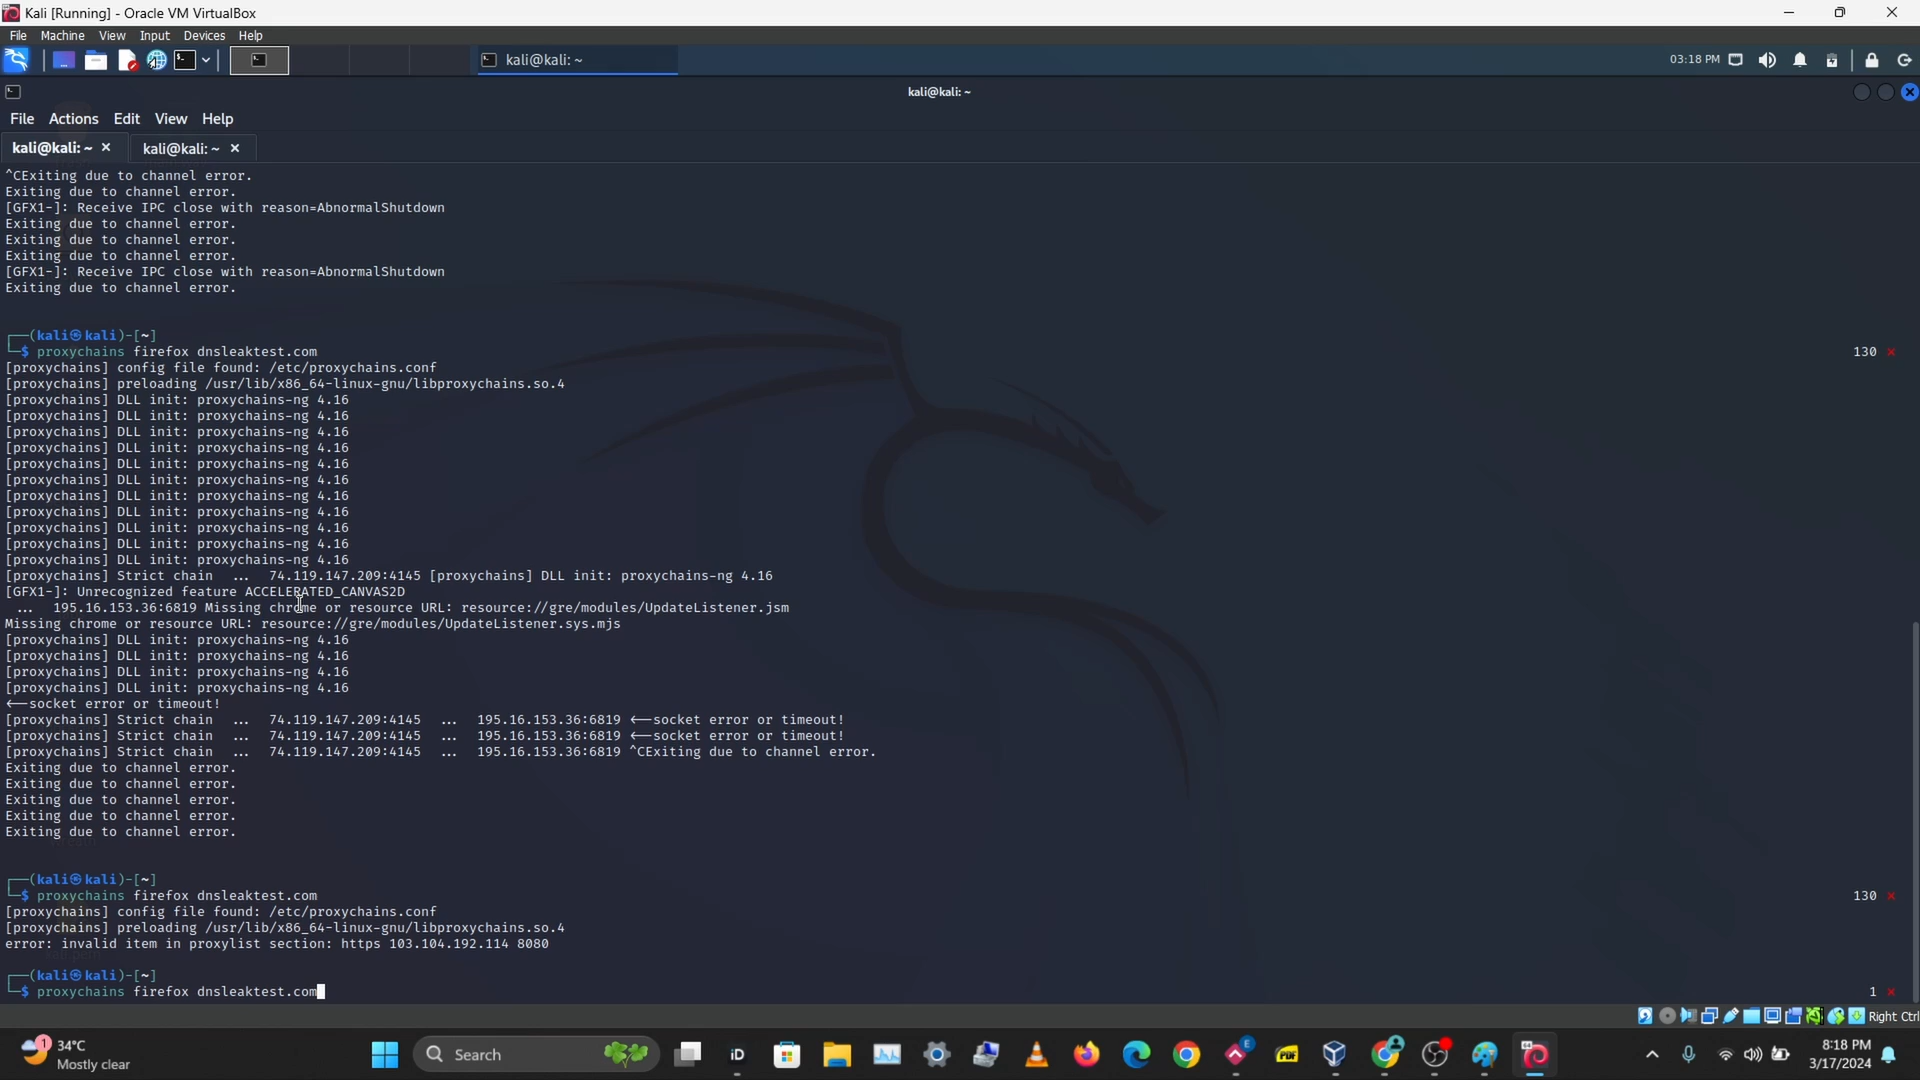 Kali [Running] - Oracle VM VirtualBox
File Machine View Input Devices Help
kali@kali: ~
03:18 PM
kali@kali: ~
File Actions Edit View Help
kali@kali: ~ × kali@kali: ~ ×
^CExiting due to channel error.
Exiting due to channel error.
[GFX1-]: Receive IPC close with reason=AbnormalShutdown
Exiting due to channel error.
Exiting due to channel error.
Exiting due to channel error.
[GFX1-]: Receive IPC close with reason=AbnormalShutdown
Exiting due to channel error.
┌──(kali㉿kali)-[~]
└─$ proxychains firefox dnsleaktest.com 130 ×
[proxychains] config file found: /etc/proxychains.conf
[proxychains] preloading /usr/lib/x86_64-linux-gnu/libproxychains.so.4
[proxychains] DLL init: proxychains-ng 4.16
[proxychains] DLL init: proxychains-ng 4.16
[proxychains] DLL init: proxychains-ng 4.16
[proxychains] DLL init: proxychains-ng 4.16
[proxychains] DLL init: proxychains-ng 4.16
[proxychains] DLL init: proxychains-ng 4.16
[proxychains] DLL init: proxychains-ng 4.16
[proxychains] DLL init: proxychains-ng 4.16
[proxychains] DLL init: proxychains-ng 4.16
[proxychains] DLL init: proxychains-ng 4.16
[proxychains] DLL init: proxychains-ng 4.16
[proxychains] Strict chain ... 74.119.147.209:4145 [proxychains] DLL init: proxychains-ng 4.16
[GFX1-]: Unrecognized feature ACCELERATED_CANVAS2D
... 195.16.153.36:6819 Missing chrome or resource URL: resource://gre/modules/UpdateListener.jsm
Missing chrome or resource URL: resource://gre/modules/UpdateListener.sys.mjs
[proxychains] DLL init: proxychains-ng 4.16
[proxychains] DLL init: proxychains-ng 4.16
[proxychains] DLL init: proxychains-ng 4.16
[proxychains] DLL init: proxychains-ng 4.16
←—socket error or timeout!
[proxychains] Strict chain ... 74.119.147.209:4145 ... 195.16.153.36:6819 ←—socket error or timeout!
[proxychains] Strict chain ... 74.119.147.209:4145 ... 195.16.153.36:6819 ←—socket error or timeout!
[proxychains] Strict chain ... 74.119.147.209:4145 ... 195.16.153.36:6819 ^CExiting due to channel error.
Exiting due to channel error.
Exiting due to channel error.
Exiting due to channel error.
Exiting due to channel error.
Exiting due to channel error.
┌──(kali㉿kali)-[~]
└─$ proxychains firefox dnsleaktest.com 130 ×
[proxychains] config file found: /etc/proxychains.conf
[proxychains] preloading /usr/lib/x86_64-linux-gnu/libproxychains.so.4
error: invalid item in proxylist section: https 103.104.192.114 8080
┌──(kali㉿kali)-[~]
└─$ proxychains firefox dnsleaktest.com 1 ×
Right Ctrl
1
34°C
Mostly clear
Search
iD
E
PDF
8:18 PM
3/17/2024